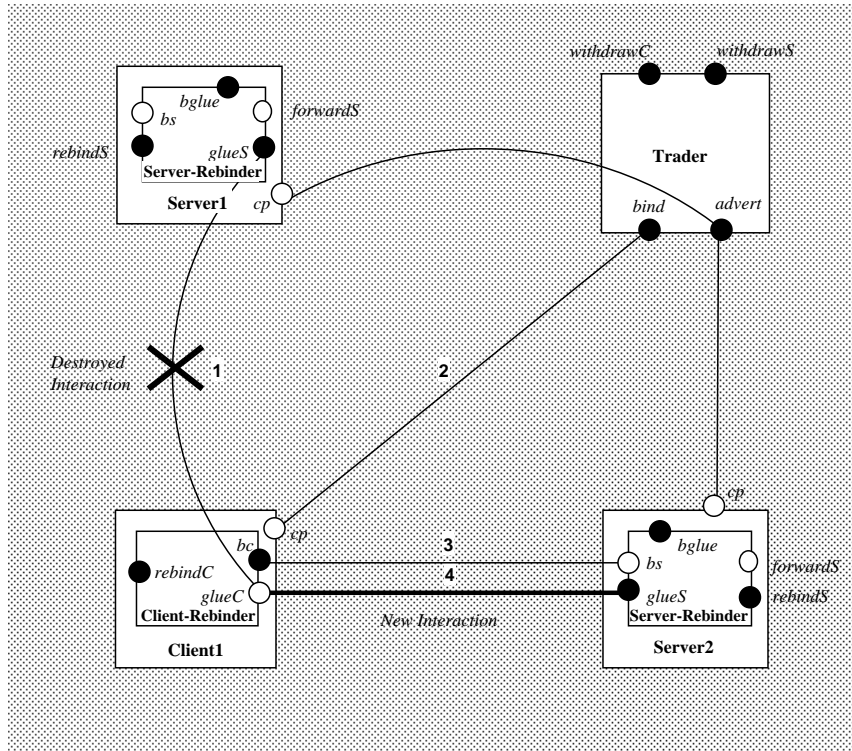 withdrawC withdrawS
bglue
bs
forwardS
rebindS
glueS
Server-Rebinder
Server1
cp
Trader
bind
advert
Destroyed
Interaction
1
2
cp
cp
bc
rebindC
glueC
Client-Rebinder
Client1
3
4
New Interaction
bglue
bs
forwardS
glueS
rebindS
Server-Rebinder
Server2